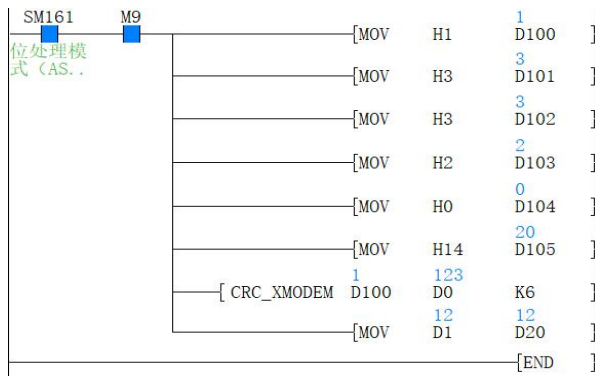 SM161 M9 1
[MOV H1 D100 ]
位处理模
式（AS..
3
[MOV H3 D101 ]
3
[MOV H3 D102 ]
2
[MOV H2 D103 ]
0
[MOV H0 D104 ]
20
[MOV H14 D105 ]
1 123
[ CRC_XMODEM D100 D0 K6 ]
12 12
[MOV D1 D20 ]
[END ]